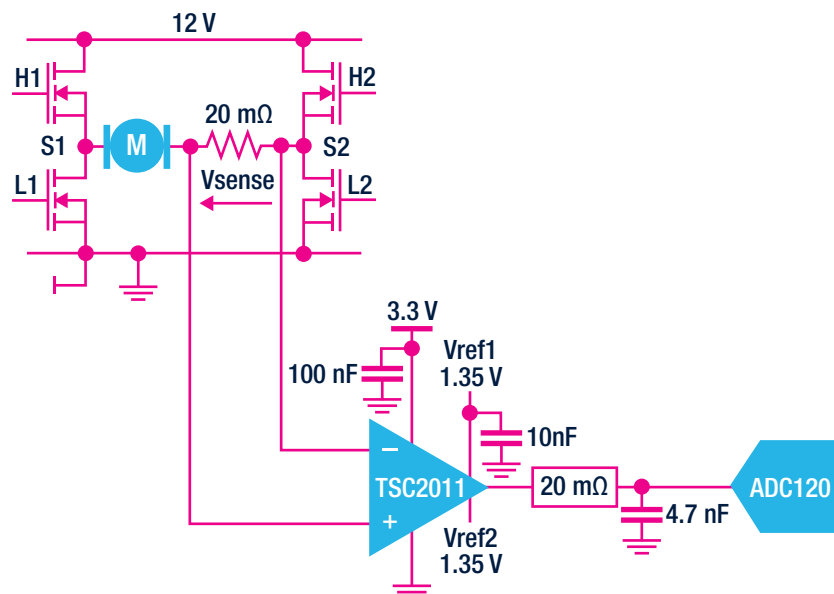 12 V
H1
H2
20 mΩ
S1
M
S2
L1
Vsense
L2
3.3 V
Vref1
1.35 V
100 nF
10nF
−
TSC2011
20 mΩ
ADC120
+
4.7 nF
Vref2
1.35 V